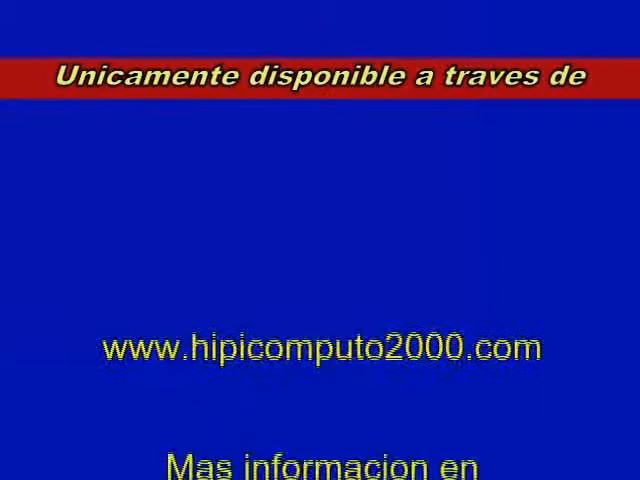 Unicamente disponible a traves de
www.hipicomputo2000.com
Mas informacion en